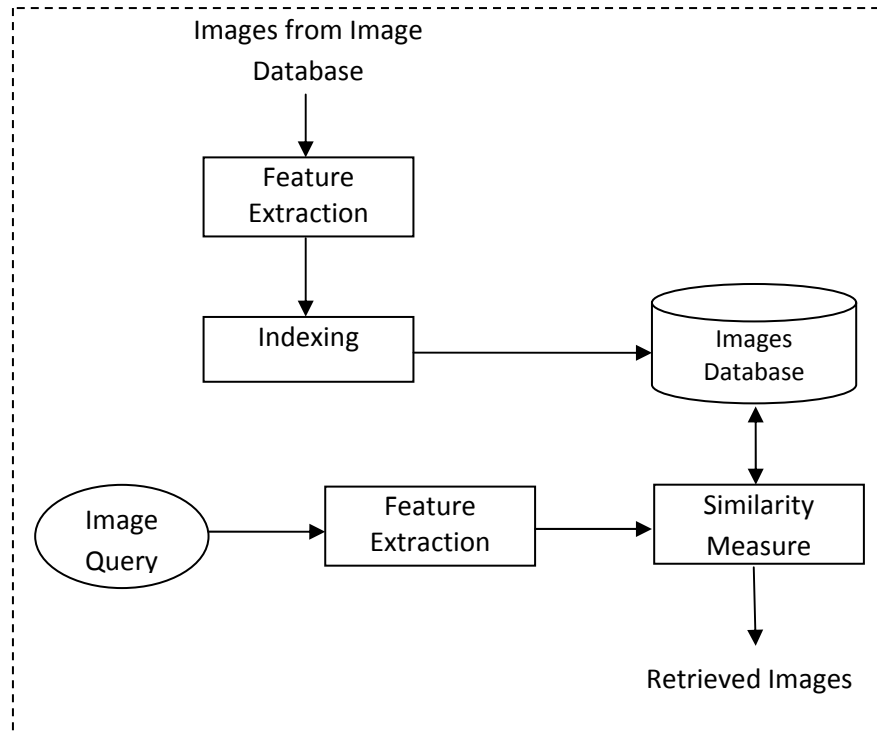 Images from Image
Database
Feature
Extraction
Indexing
Images
Database
Image
Query
Feature
Extraction
Similarity
Measure
Retrieved Images